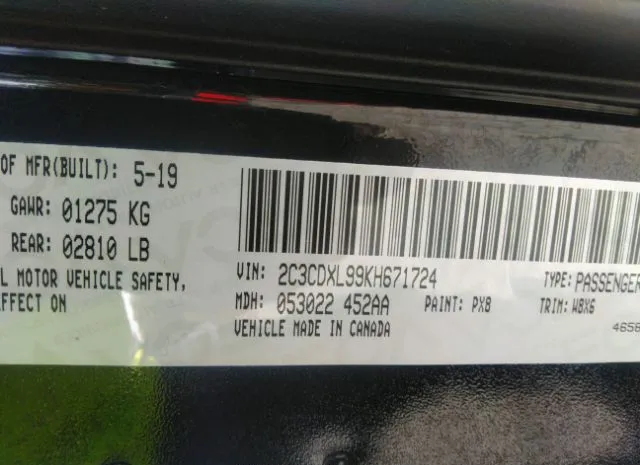 OF MFR(BUILT): 5-19
GAWR: 01275 KG
REAR: 02810 LB
MOTOR VEHICLE SAFETY,
EFFECT ON
VIN: 2C3CDXL99KH671724
TYPE: PASSENGER
MDH: 053022 452AA PAINT: PX8 TRIM: W8X6
VEHICLE MADE IN CANADA
4658